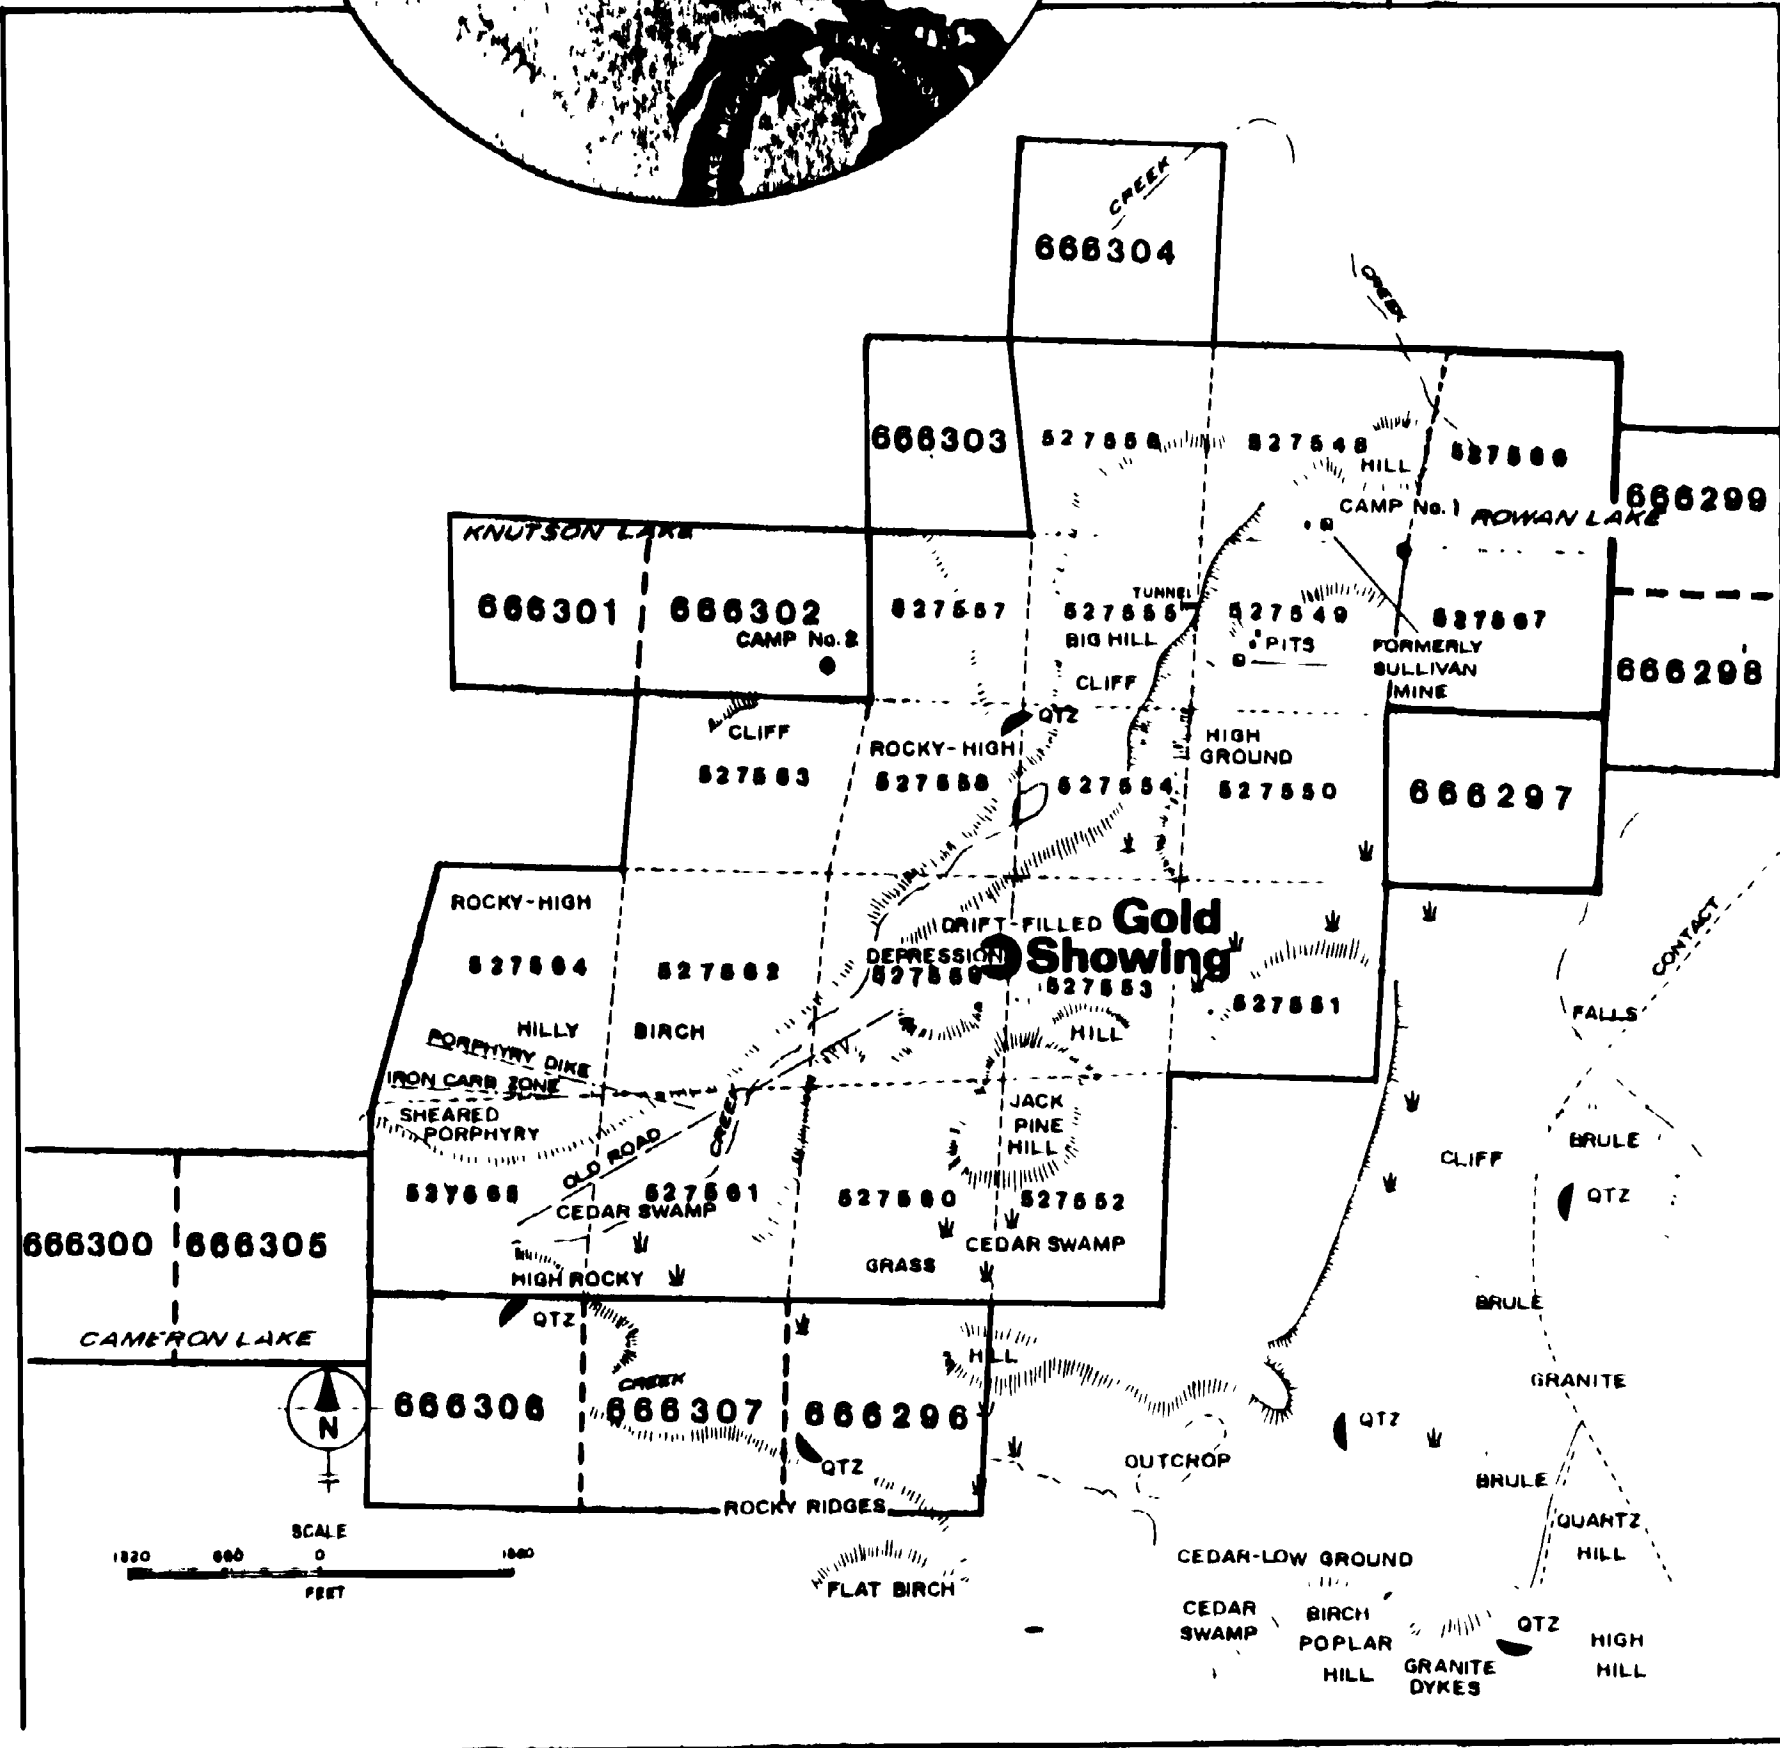 CREEK
666304
CREEK
666303
527556
527548
527566
HILL
666299
CAMP No. 1
ROWAN LAKE
KNUTSON LAKE
TUNNEL
666301
666302
527557
527555
527549
527567
CAMP No. 2
BIG HILL
PITS
FORMERLY
SULLIVAN
MINE
666298
CLIFF
QTZ
CLIFF
ROCKY-HIGH
HIGH
GROUND
527563
527558
527554
527550
666297
ROCKY-HIGH
DRIFT-FILLED
DEPRESSION
Gold
Showing
CONTACT
527564
527562
527559
527553
527551
FALLS
HILLY
BIRCH
HILL
PORPHYRY DIKE
IRON CARB ZONE
SHEARED
PORPHYRY
CREEK
JACK
PINE
HILL
BRULE
OLD ROAD
CLIFF
527565
527561
527560
527552
QTZ
CEDAR SWAMP
666300
666305
CEDAR SWAMP
GRASS
HIGH ROCKY
BRULE
QTZ
CAMERON LAKE
HILL
CREEK
GRANITE
N
666306
666307
666296
QTZ
OUTCROP
QTZ
BRULE
ROCKY RIDGES
QUARTZ
HILL
SCALE
1320 660 0 1320
FEET
CEDAR-LOW GROUND
FLAT BIRCH
CEDAR
SWAMP
BIRCH
POPLAR
HILL
QTZ
GRANITE
DYKES
HIGH
HILL